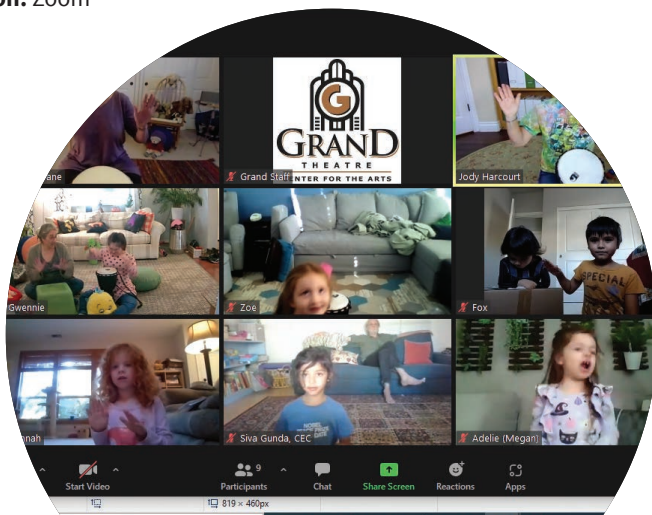 Zoom
G
GRAND
THEATRE
Grand Staff
NTER FOR THE ARTS
Jody Harcourt
Gwennie
Zoe
SPECIAL
Fox
Siva Gunda, CEC
Adelie (Megan)
Start Video
9
Participants
Chat
Share Screen
Reactions
Apps
819 × 460px